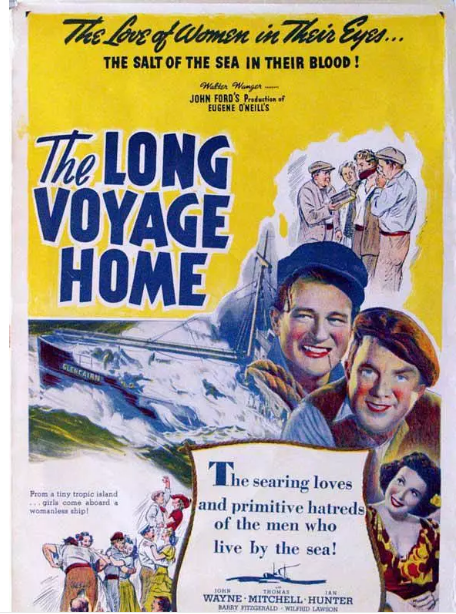 The Love of Women in Their Eyes...
THE SALT OF THE SEA IN THEIR BLOOD!
Walter Wanger
JOHN FORD'S Production of
EUGENE O'NEILL'S
The LONG
VOYAGE
HOME
GLENCAIRN
From a tiny tropic island
...girls come aboard a
womanless ship!
The searing loves
and primitive hatreds
of the men who
live by the sea!
JOHN THOMAS IAN
WAYNE · MITCHELL · HUNTER
BARRY FITZGERALD · WILFRID LAWSON